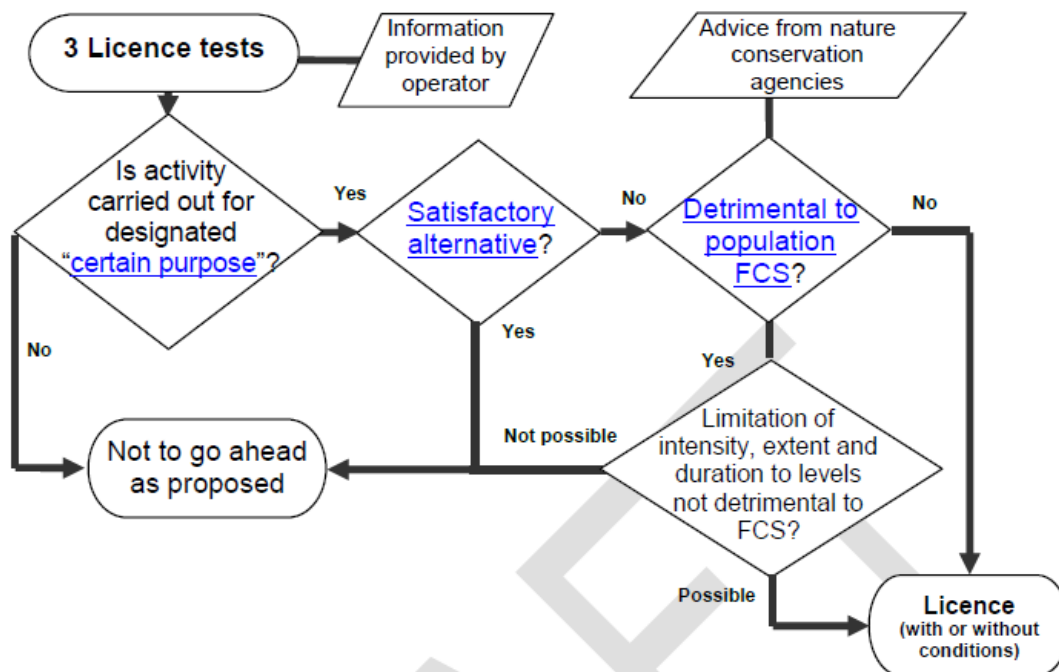 3 Licence tests
Information
provided by
operator
Advice from nature
conservation
agencies
Is activity
carried out for
designated
“certain purpose”?
Yes
Satisfactory
alternative?
No
Detrimental to
population
FCS?
No
No
Yes
Yes
Not to go ahead
as proposed
Not possible
Limitation of
intensity, extent and
duration to levels
not detrimental to
FCS?
Possible
Licence
(with or without
conditions)